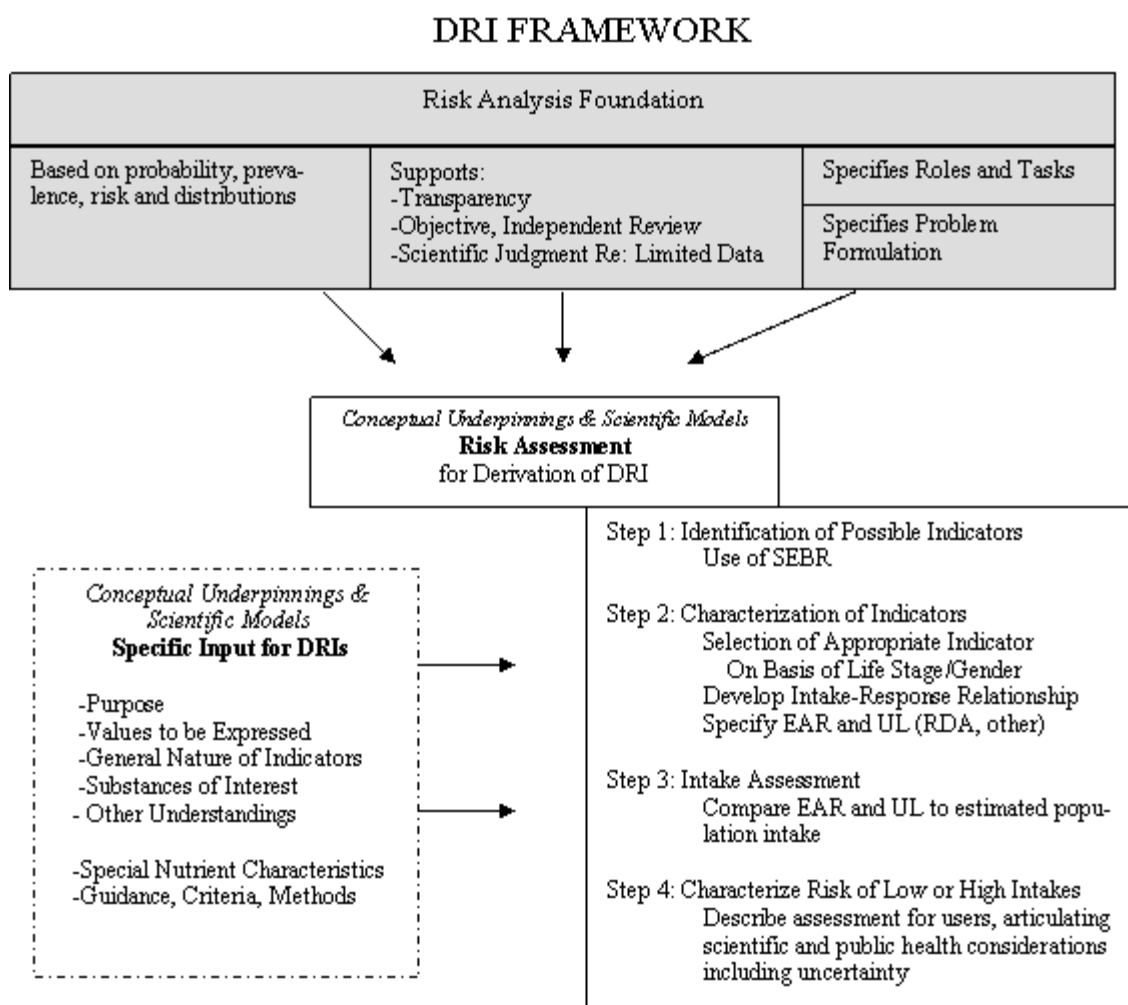 DRI FRAMEWORK
Risk Analysis Foundation
Based on probability, preva-
lence, risk and distributions
Supports:
-Transparency
-Objective, Independent Review
-Scientific Judgment Re: Limited Data
Specifies Roles and Tasks
Specifies Problem
Formulation
Conceptual Underpinnings & Scientific Models
Risk Assessment
for Derivation of DRI
Conceptual Underpinnings &
Scientific Models
Specific Input for DRIs
-Purpose
-Values to be Expressed
-General Nature of Indicators
-Substances of Interest
- Other Understandings
-Special Nutrient Characteristics
-Guidance, Criteria, Methods
Step 1: Identification of Possible Indicators
Use of SEBR
Step 2: Characterization of Indicators
Selection of Appropriate Indicator
On Basis of Life Stage/Gender
Develop Intake-Response Relationship
Specify EAR and UL (RDA, other)
Step 3: Intake Assessment
Compare EAR and UL to estimated popu-
lation intake
Step 4: Characterize Risk of Low or High Intakes
Describe assessment for users, articulating
scientific and public health considerations
including uncertainty